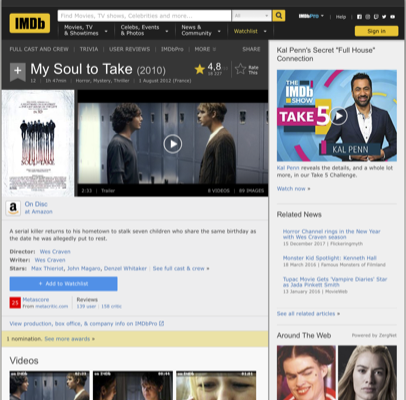 IMDb
Find Movies, TV shows, Celebrities and more...
All
IMDbPro
Help
Movies, TV
& Showtimes
Celebs, Events
& Photos
News &
Community
Watchlist
Sign in
FULL CAST AND CREW | TRIVIA | USER REVIEWS | IMDbPro | MORE
SHARE
My Soul to Take (2010)
4,8
Rate
This
12 | 1h 47min | Horror, Mystery, Thriller | 1 August 2012 (France)
2:33 | Trailer
9 VIDEOS | 89 IMAGES
On Disc
at Amazon
A serial killer returns to his hometown to stalk seven children who share the same birthday as
the date he was allegedly put to rest.
Director: Wes Craven
Writer: Wes Craven
Stars: Max Thieriot, John Magaro, Denzel Whitaker | See full cast & crew »
+ Add to Watchlist
25
Metascore
From metacritic.com
Reviews
139 user | 158 critic
View production, box office, & company info on IMDbPro
1 nomination. See more awards »
Videos
Kal Penn's Secret "Full House"
Connection
THE
IMDb
SHOW
TAKE 5
KAL PENN
Kal Penn reveals the details, and a whole lot
more, in our Take 5 Challenge.
Watch now »
Related News
Horror Channel rings in the New Year
with Wes Craven season
15 December 2017 | Flickeringmyth
Monster Kid Spotlight: Kenneth Hall
16 March 2016 | Famous Monsters of Filmland
Tupac Movie Gets 'Vampire Diaries' Star
as Jada Pinkett Smith
12 January 2016 | MovieWeb
See all related articles »
Around The Web
Powered by ZergNet